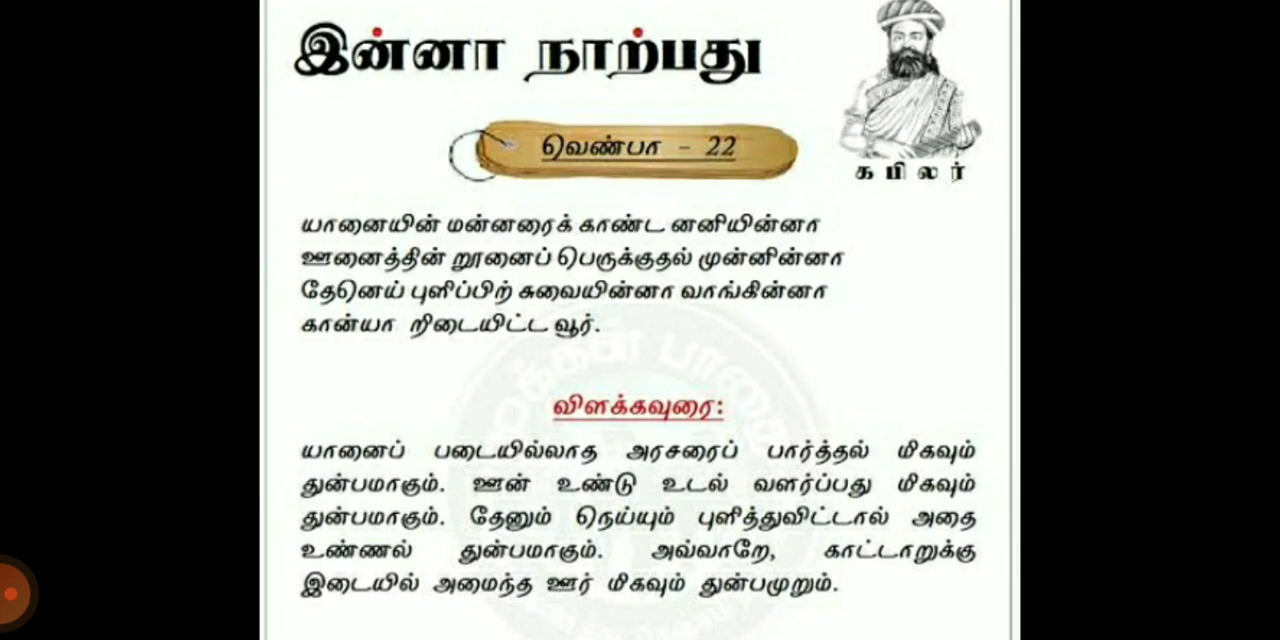 இன்னா நாற்பது
வெண்பா - 22
கபிலர்
யானையின் மன்னரைக் காண்ட னனியின்னா
ஊனைத்தின் றூனைப் பெருக்குதல் முன்னின்னா
தேனெய் புளிப்பிற் சுவையின்னா வாங்கின்னா
கான்யா றிடையிட்ட வூர்.
விளக்கவுரை:
யானைப் படையில்லாத அரசரைப் பார்த்தல் மிகவும்
துன்பமாகும். ஊன் உண்டு உடல் வளர்ப்பது மிகவும்
துன்பமாகும். தேனும் நெய்யும் புளித்துவிட்டால் அதை
உண்ணல் துன்பமாகும். அவ்வாறே, காட்டாறுக்கு
இடையில் அமைந்த ஊர் மிகவும் துன்பமுறும்.